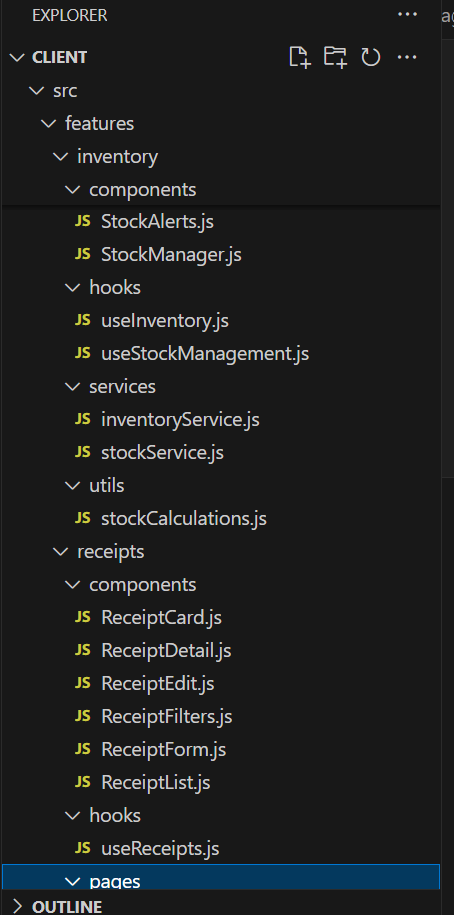 EXPLORER
CLIENT
src
features
inventory
components
JS StockAlerts.js
JS StockManager.js
hooks
JS useInventory.js
JS useStockManagement.js
services
JS inventoryService.js
JS stockService.js
utils
JS stockCalculations.js
receipts
components
JS ReceiptCard.js
JS ReceiptDetail.js
JS ReceiptEdit.js
JS ReceiptFilters.js
JS ReceiptForm.js
JS ReceiptList.js
hooks
JS useReceipts.js
pages
OUTLINE